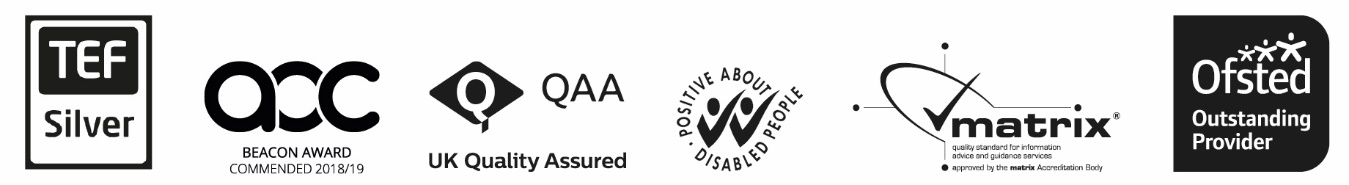 TEF
Silver
aoc
BEACON AWARD
COMMENDED 2018/19
Q QAA
UK Quality Assured
POSITIVE ABOUT
• DISABLED PEOPLE
matrix®
quality standard for information
advice and guidance services
approved by the matrix Accreditation Body
Ofsted
Outstanding
Provider